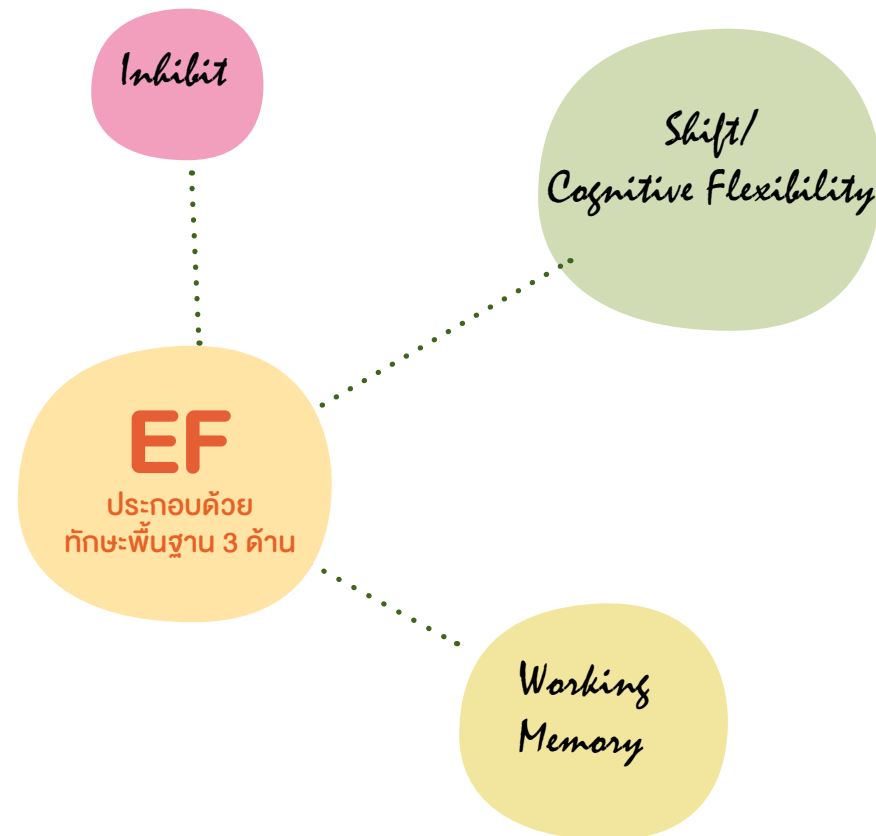 Inhibit
Shift/
Cognitive Flexibility
EF
ประกอบด้วย
ทักษะพื้นฐาน 3 ด้าน
Working
Memory